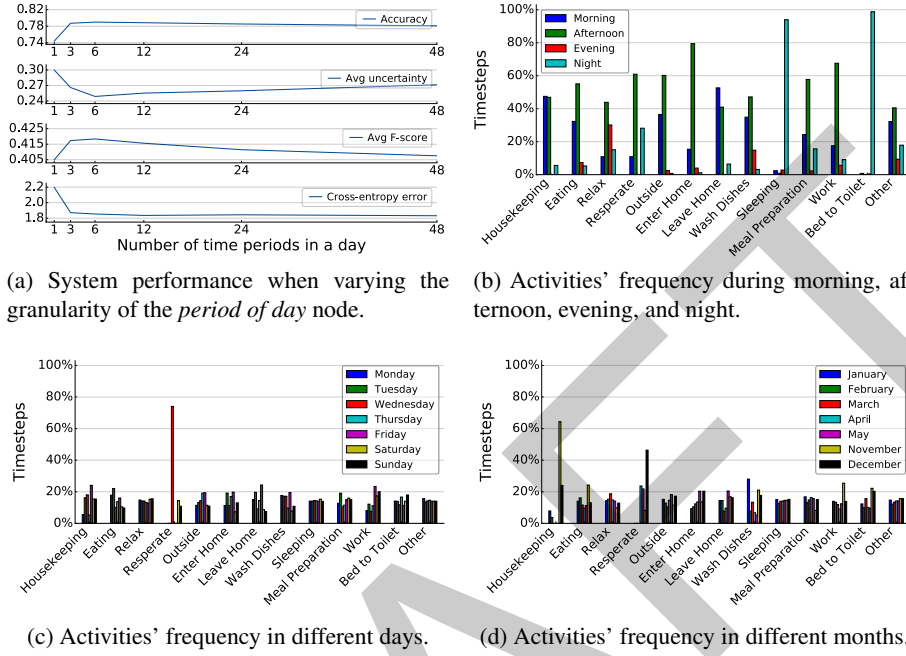 0.82
0.78
0.74
1 3 6 12 24 48
Accuracy
0.30
0.27
0.24
1 3 6 12 24 48
Avg uncertainty
0.425
0.415
0.405
1 3 6 12 24 48
Avg F-score
2.2
2.0
1.8
1 3 6 12 24 48
Cross-entropy error
Number of time periods in a day
(a) System performance when varying the
granularity of the period of day node.
100%
80%
60%
40%
20%
0%
Timesteps
Morning
Afternoon
Evening
Night
Housekeeping
Eating
Relax
Resperate
Outside
Enter Home
Leave Home
Wash Dishes
Sleeping
Meal Preparation
Work
Bed to Toilet
Other
(b) Activities’ frequency during morning, af
ternoon, evening, and night.
100%
80%
60%
40%
20%
0%
Timesteps
Monday
Tuesday
Wednesday
Thursday
Friday
Saturday
Sunday
Housekeeping
Eating
Relax
Resperate
Outside
Enter Home
Leave Home
Wash Dishes
Sleeping
Meal Preparation
Work
Bed to Toilet
Other
(c) Activities’ frequency in different days.
100%
80%
60%
40%
20%
0%
Timesteps
January
February
March
April
May
November
December
Housekeeping
Eating
Relax
Resperate
Outside
Enter Home
Leave Home
Wash Dishes
Sleeping
Meal Preparation
Work
Bed to Toilet
Other
(d) Activities’ frequency in different months.